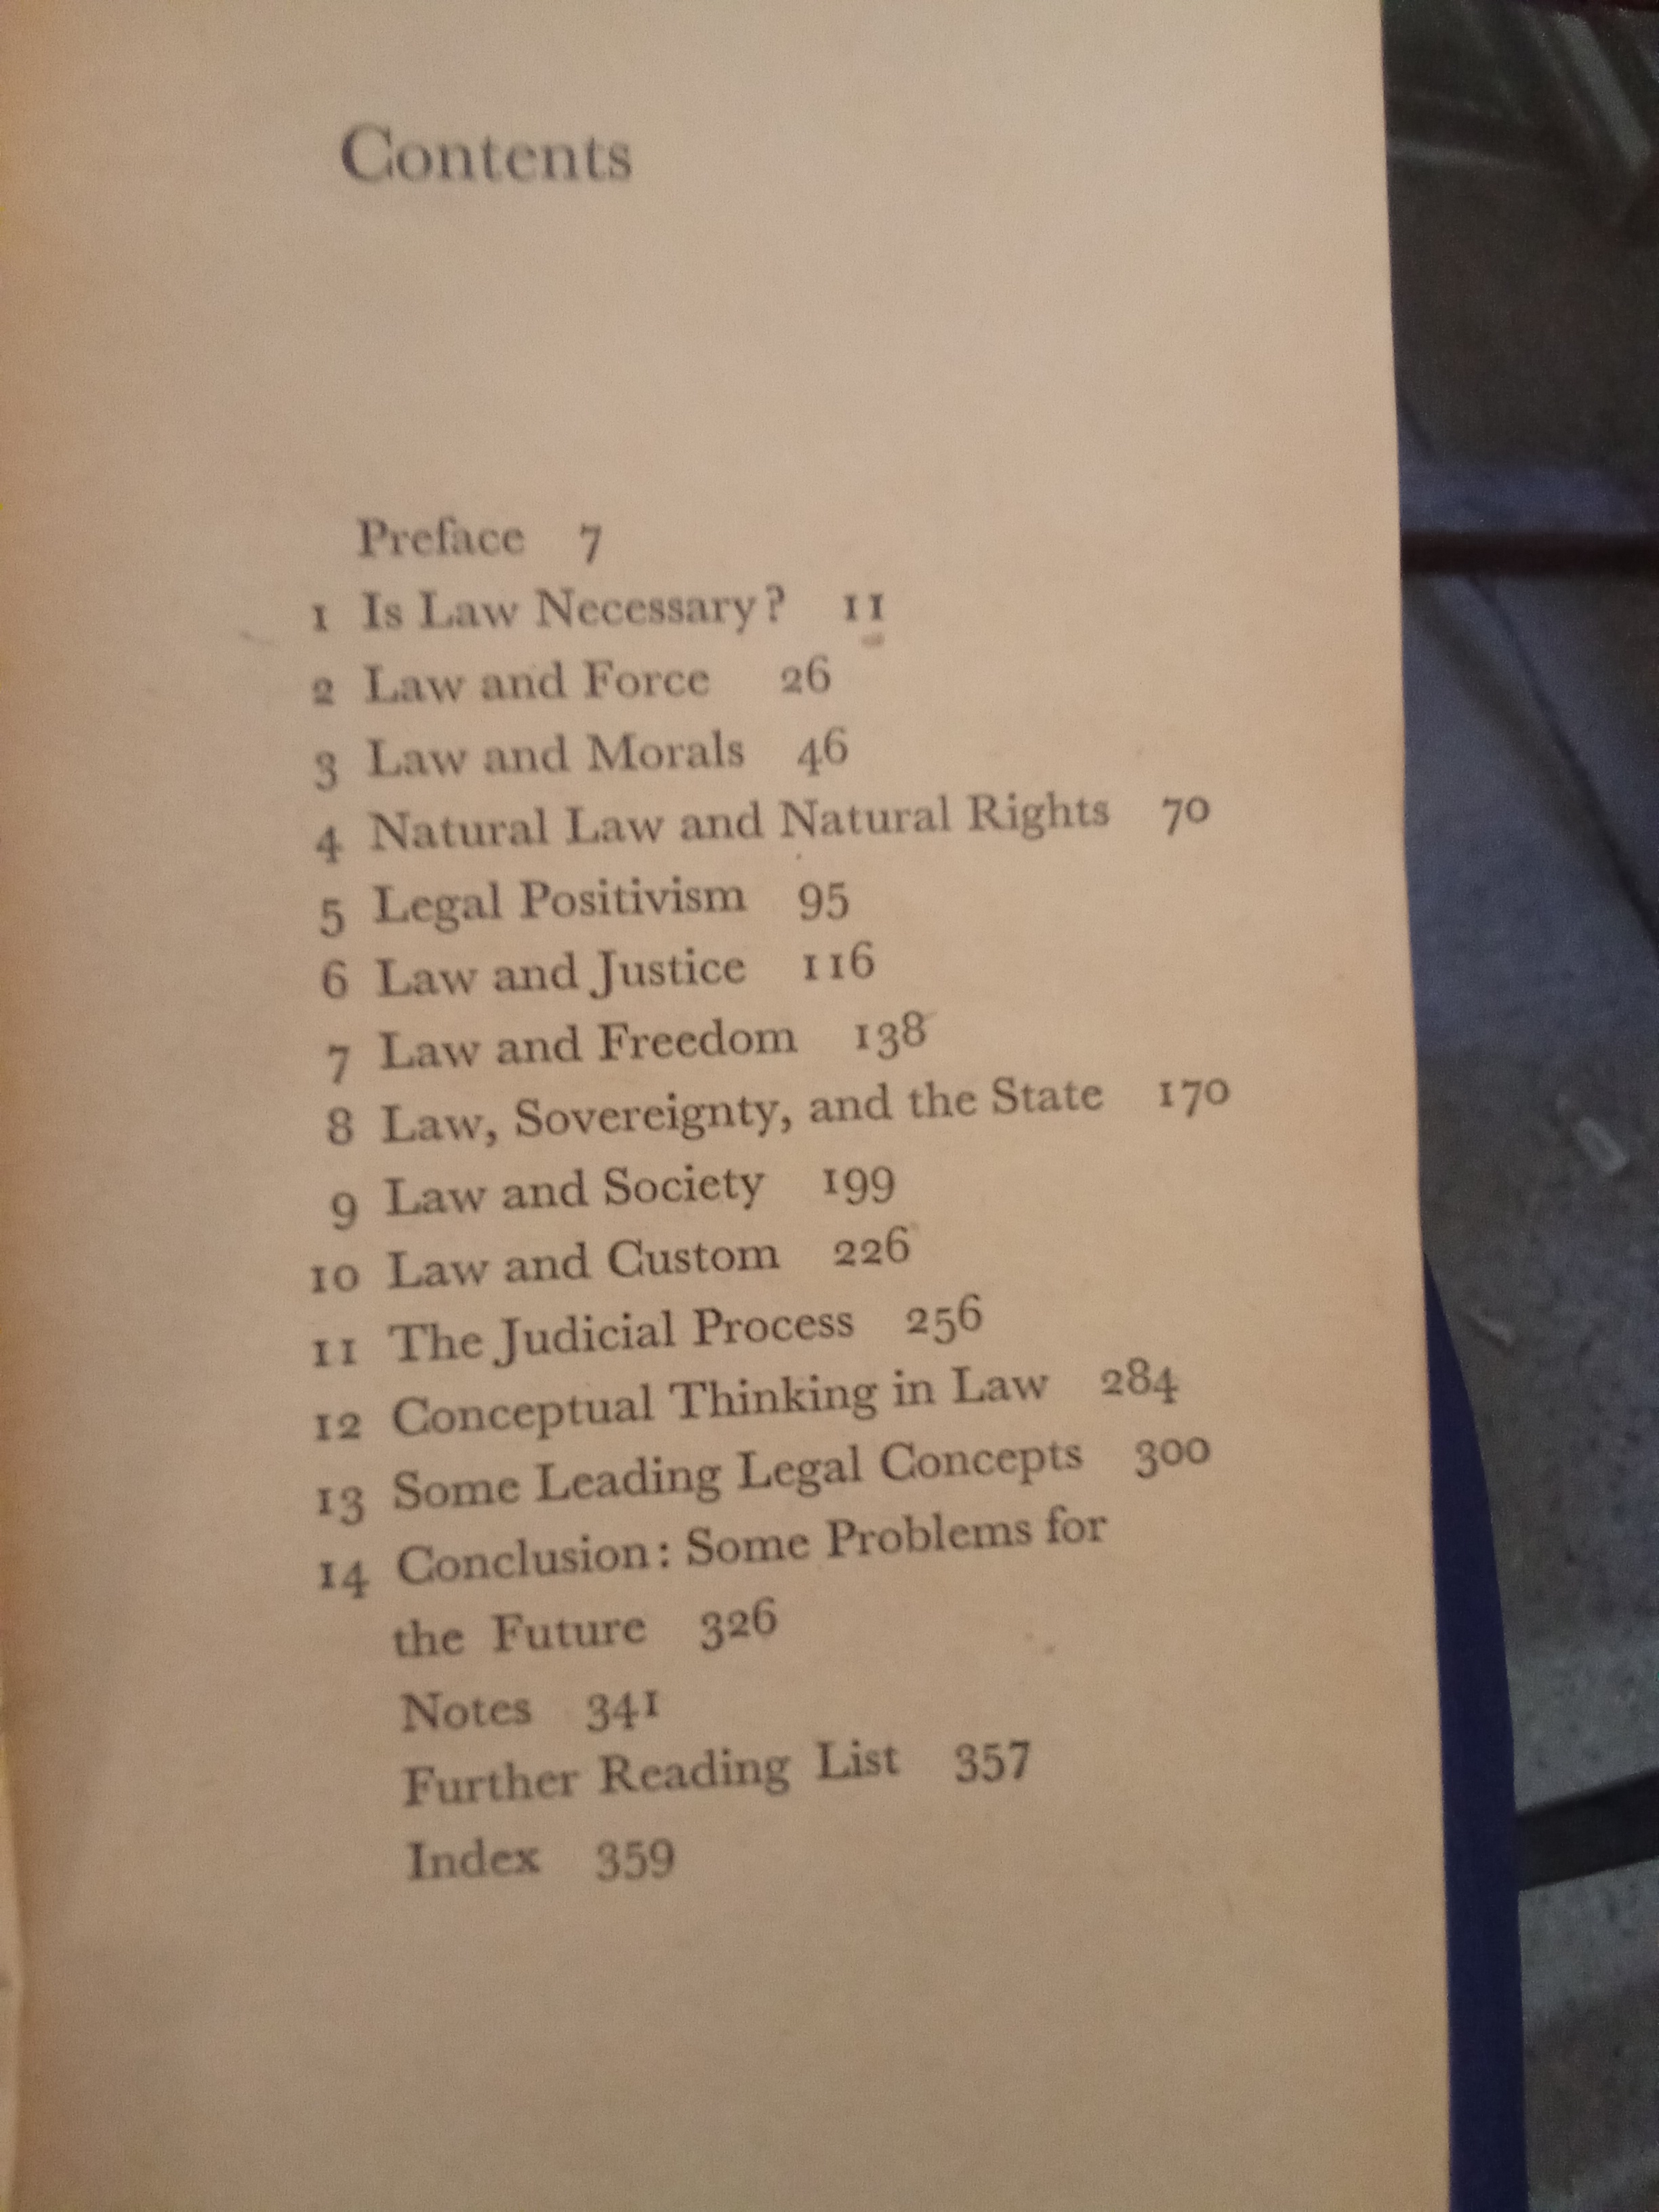 Contents
Preface 7
1 Is Law Necessary? 11
2 Law and Force 26
3 Law and Morals 46
4 Natural Law and Natural Rights 70
5 Legal Positivism 95
6 Law and Justice 116
7 Law and Freedom 138
8 Law, Sovereignty, and the State 170
9 Law and Society 199
10 Law and Custom 226
11 The Judicial Process 256
12 Conceptual Thinking in Law 284
13 Some Leading Legal Concepts 300
14 Conclusion: Some Problems for
the Future 326
Notes 341
Further Reading List 357
Index 359